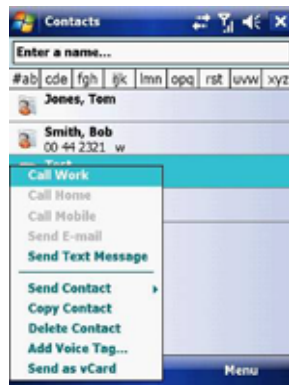 Contacts
Enter a name...
#ab cde fgh ijk lmn opq rst uvw xyz
Jones, Tom
Smith, Bob
00 44 2321 w
Test
Call Work
Call Home
Call Mobile
Send E-mail
Send Text Message
Send Contact
Copy Contact
Delete Contact
Add Voice Tag...
Send as vCard
Menu